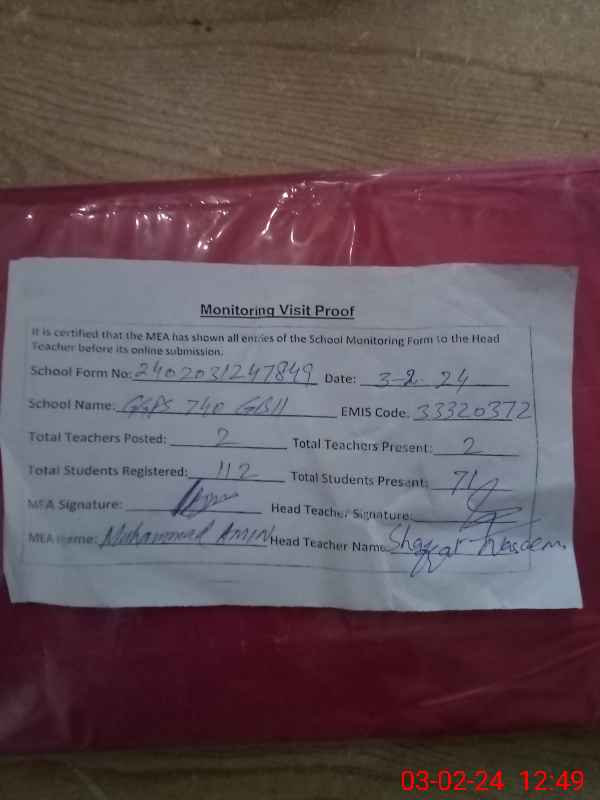 Monitoring Visit Proof
It is certified that the MEA has shown all entries of the School Monitoring Form to the Head
Teacher before its online submission.
School Form No: 2402031247849 Date: 3-2-24
School Name: GGPS 740 GBII EMIS Code: 33320372
Total Teachers Posted: 2 Total Teachers Present: 2
Total Students Registered: 112 Total Students Present: 71
MEA Signature: Head Teacher Signature:
MEA Name: Muhammad Amin Head Teacher Name
03-02-24 12:49